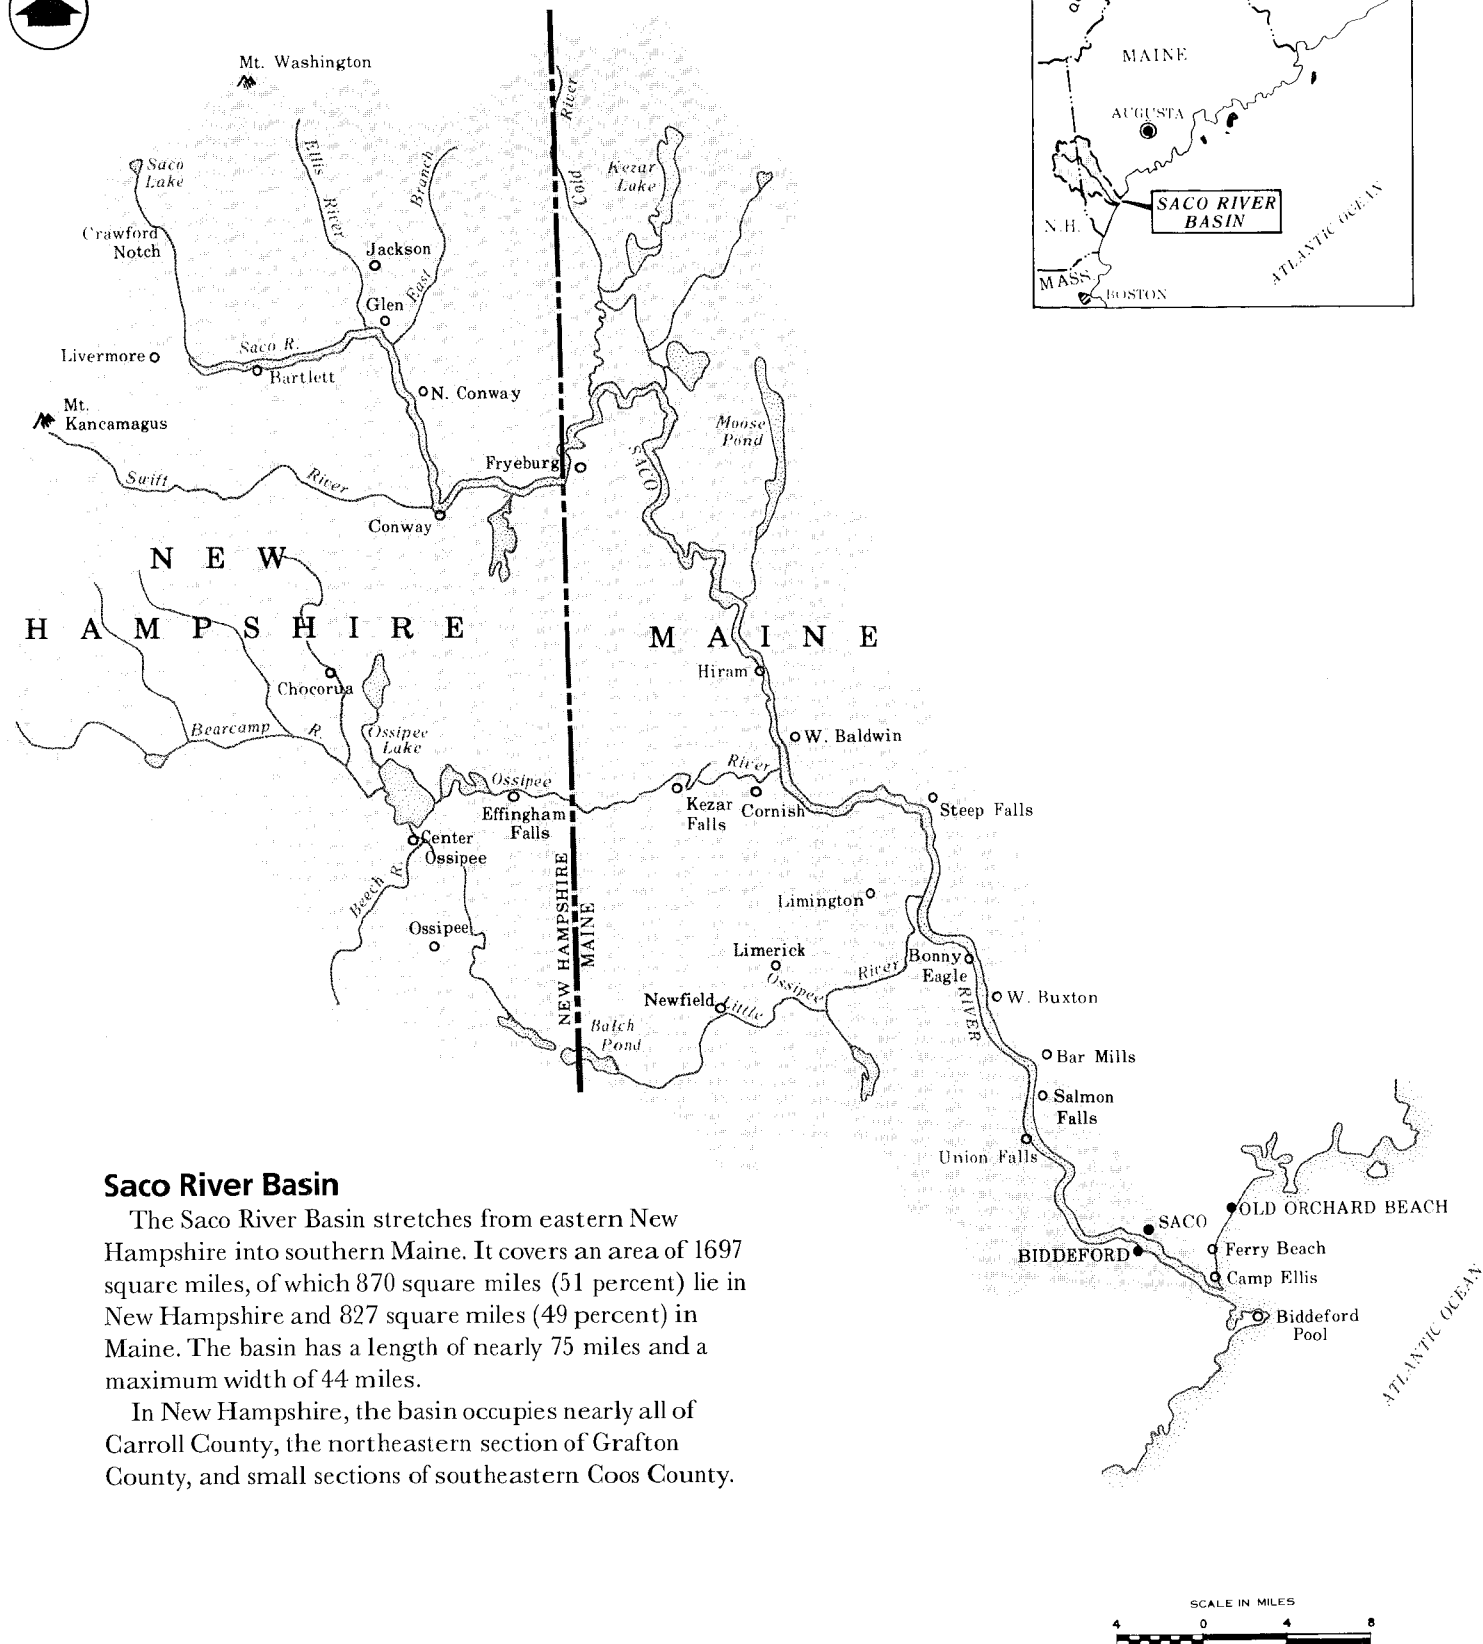 Mt. Washington
MAINE
AUGUSTA
SACO RIVER
BASIN
N.H.
MASS.
BOSTON
ATLANTIC OCEAN
Cold River
Ellis River
East Branch
Kezar
Lake
Saco
Lake
Crawford
Notch
Jackson
Glen
Saco R.
Livermore
Bartlett
N. Conway
Mt.
Kancamagus
Moose
Pond
Fryeburg
SACO
Swift River
Conway
NEW
HAMPSHIRE
MAINE
Hiram
Chocorua
Bearcamp R.
Ossipee
Lake
W. Baldwin
Ossipee River
Effingham
Falls
Kezar
Falls
Cornish
Steep Falls
Center
Ossipee
Beech R.
NEW HAMPSHIRE
MAINE
Limington
Ossipee
Limerick
Bonny
Eagle
Newfield
Little Ossipee River
RIVER
W. Buxton
Balch
Pond
Bar Mills
Salmon
Falls
Union Falls
SACO
OLD ORCHARD BEACH
BIDDEFORD
Ferry Beach
Camp Ellis
Biddeford
Pool
ATLANTIC OCEAN
Saco River Basin
The Saco River Basin stretches from eastern New
Hampshire into southern Maine. It covers an area of 1697
square miles, of which 870 square miles (51 percent) lie in
New Hampshire and 827 square miles (49 percent) in
Maine. The basin has a length of nearly 75 miles and a
maximum width of 44 miles.
In New Hampshire, the basin occupies nearly all of
Carroll County, the northeastern section of Grafton
County, and small sections of southeastern Coos County.
SCALE IN MILES
4 0 4 8